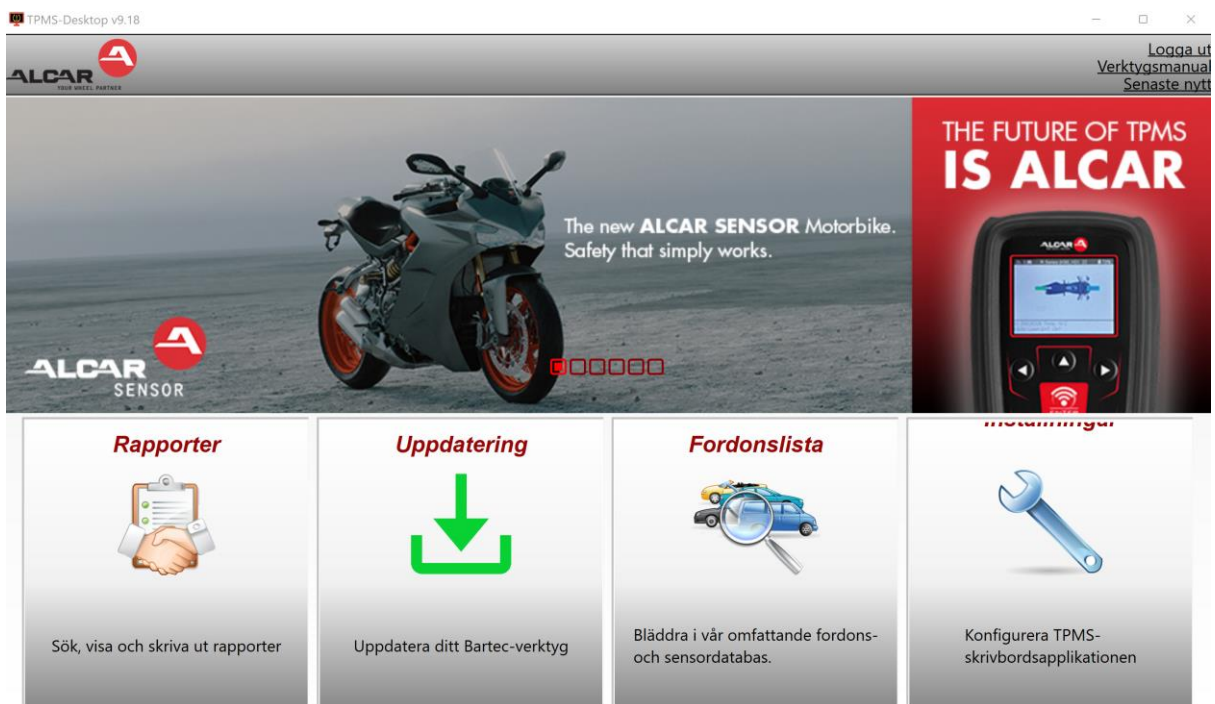 TPMS-Desktop v9.18
ALCAR
YOUR WHEEL PARTNER
Logga ut
Verktygsmanual
Senaste nytt
The new ALCAR SENSOR Motorbike.
Safety that simply works.
ALCAR
SENSOR
THE FUTURE OF TPMS
IS ALCAR
ALCAR
Rapporter
Sök, visa och skriva ut rapporter
Uppdatering
Uppdatera ditt Bartec-verktyg
Fordonslista
Bläddra i vår omfattande fordons-
och sensordatabas.
Inställningar
Konfigurera TPMS-
skrivbordsapplikationen